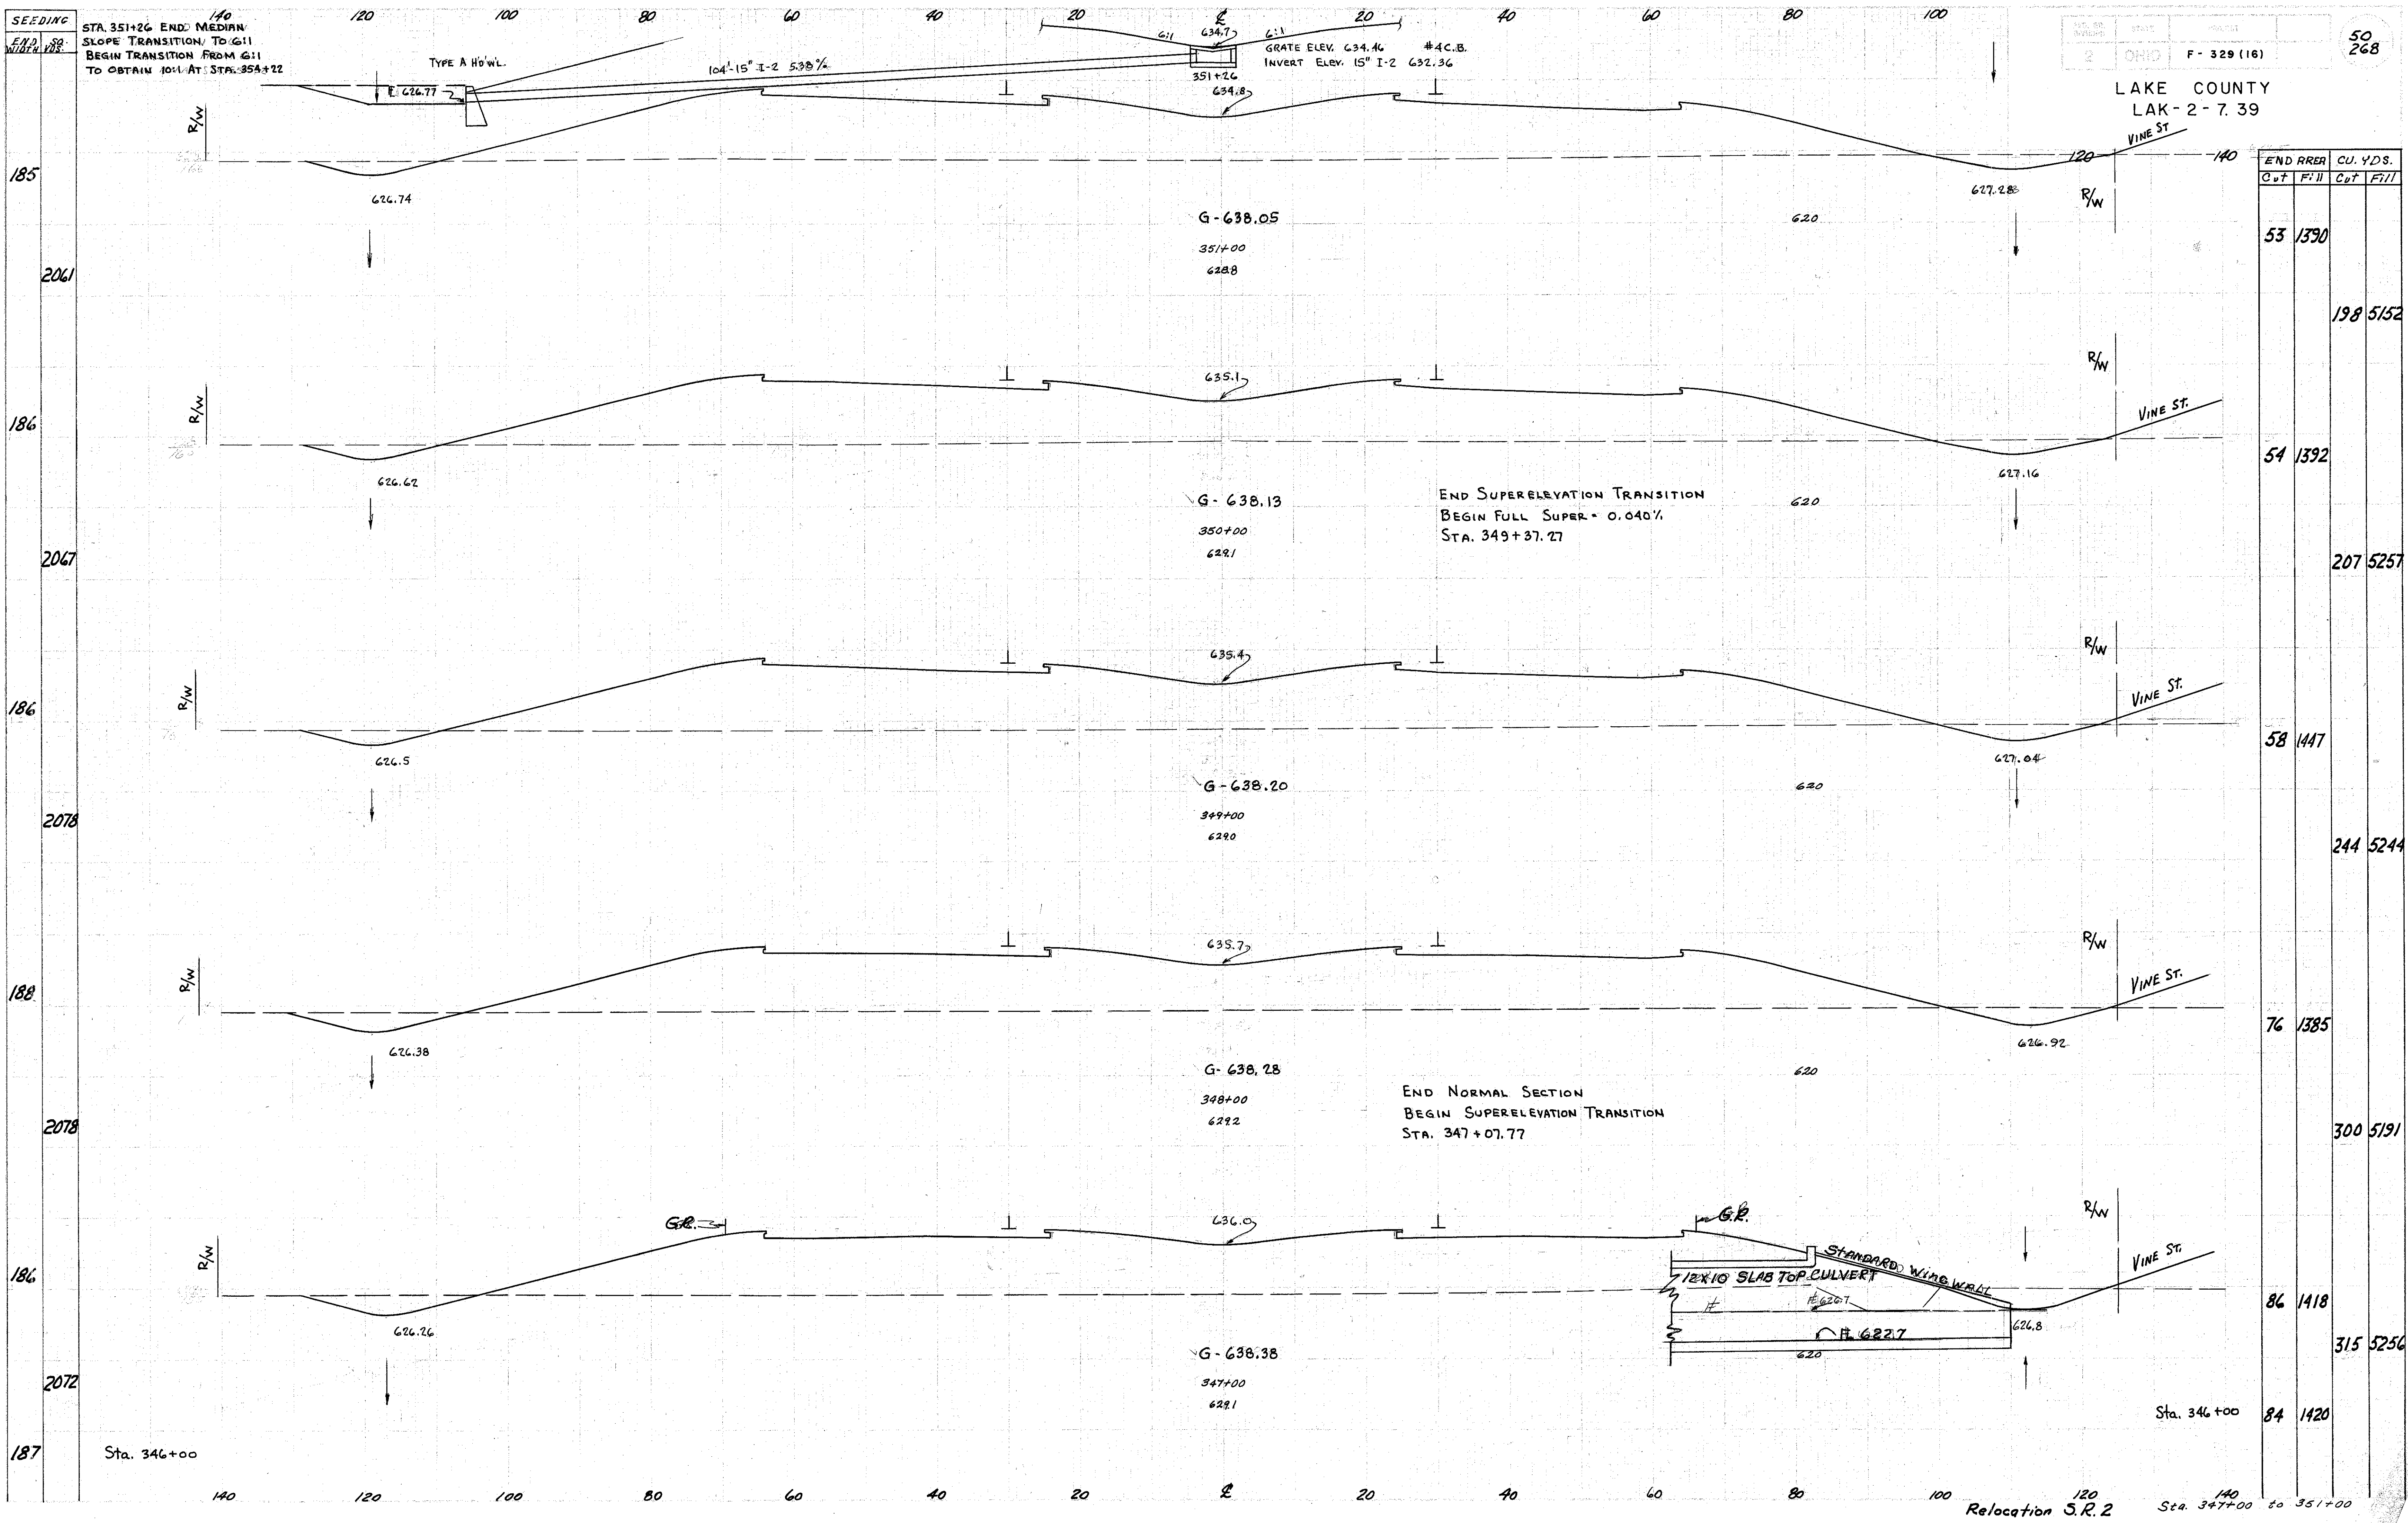 SEEDING
END WIDTH SQ. YDS.
STA. 351+26 END MEDIAN
SLOPE TRANSITION TO 6:1
BEGIN TRANSITION FROM 6:1
TO OBTAIN 10:1 AT STA. 354+22
140 120 100 80 60 40 20 ℄ 20 40 60 80 100
OHIO F-329(16)
2
50
268
LAKE COUNTY
LAK-2-7.39
TYPE A HD'WL.
104'-15" I-2 5.38%
6:1 634.7 6:1
GRATE ELEV. 634.46 #4 C.B.
INVERT ELEV. 15" I-2 632.36
351+26
634.8
626.77
R/W
VINE ST
120 140
END AREA CU. YDS.
Cut Fill Cut Fill
185
626.74
627.28
R/W
G-638.05
620
351+00
628.8
53 1390
2061
198 5152
R/W
635.1
R/W
VINE ST.
186
626.62
627.16
54 1392
G-638.13
620
END SUPERELEVATION TRANSITION
BEGIN FULL SUPER = 0.040%
STA. 349+37.27
350+00
629.1
2067
207 5257
R/W
635.4
R/W
VINE ST.
186
626.5
627.04
58 1447
G-638.20
620
349+00
629.0
2078
244 5244
R/W
635.7
R/W
VINE ST.
188
626.38
626.92
76 1385
G-638.28
620
348+00
629.2
END NORMAL SECTION
BEGIN SUPERELEVATION TRANSITION
STA. 347+07.77
2078
300 5191
G.R.
636.0
G.R.
R/W
R/W
VINE ST.
STANDARD WING WALL
12X10 SLAB TOP CULVERT
186
626.26
626.7
626.8
86 1418
FL 622.7
620
G-638.38
347+00
629.1
315 5256
2072
Sta. 346+00 84 1420
187
Sta. 346+00
140 120 100 80 60 40 20 ℄ 20 40 60 80 100 120 140
Relocation S.R.2 Sta. 347+00 to 351+00